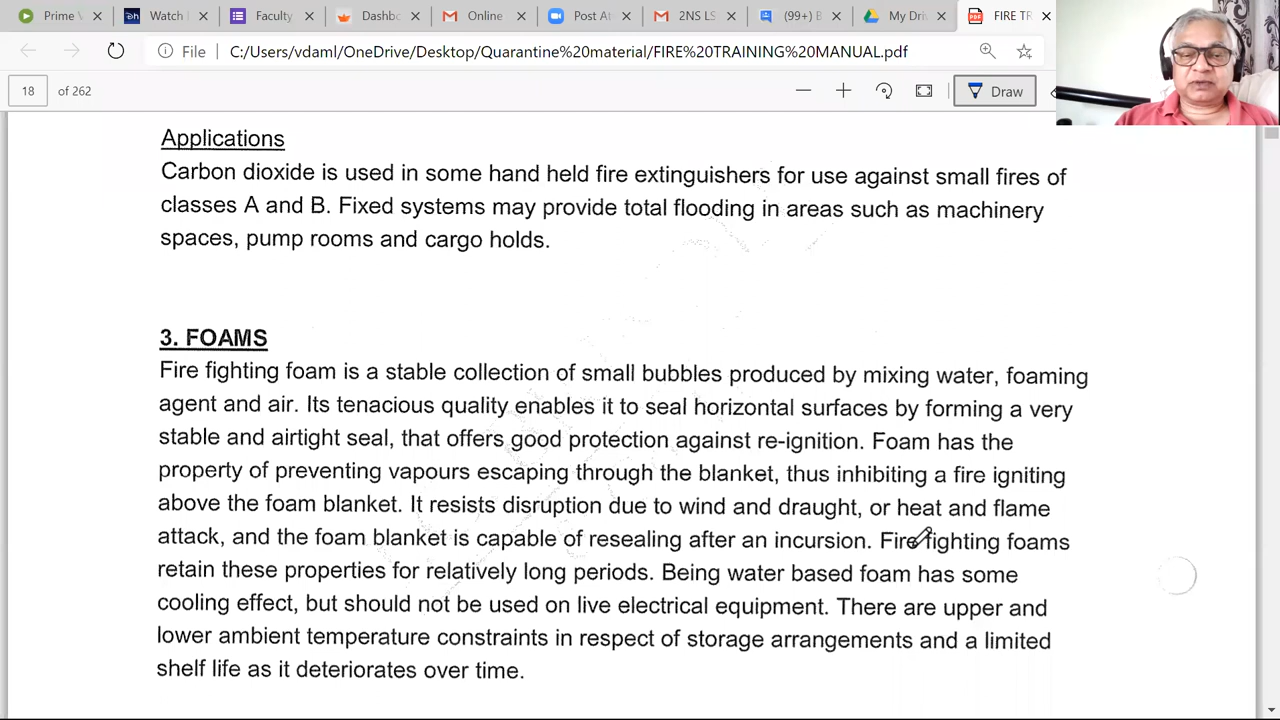 Prime V
Watch
Faculty
Dashbo
Online
Post At
2NS S
(99+) E
My Driv
FIRE TR
File
C:/Users/vdaml/OneDrive/Desktop/Quarantine%20material/FIRE%20TRAINING%20MANUAL.pdf
18 of 262
Draw
Applications
Carbon dioxide is used in some hand held fire extinguishers for use against small fires of
classes A and B. Fixed systems may provide total flooding in areas such as machinery
spaces, pump rooms and cargo holds.
3. FOAMS
Fire fighting foam is a stable collection of small bubbles produced by mixing water, foaming
agent and air. Its tenacious quality enables it to seal horizontal surfaces by forming a very
stable and airtight seal, that offers good protection against re-ignition. Foam has the
property of preventing vapours escaping through the blanket, thus inhibiting a fire igniting
above the foam blanket. It resists disruption due to wind and draught, or heat and flame
attack, and the foam blanket is capable of resealing after an incursion. Fire fighting foams
retain these properties for relatively long periods. Being water based foam has some
cooling effect, but should not be used on live electrical equipment. There are upper and
lower ambient temperature constraints in respect of storage arrangements and a limited
shelf life as it deteriorates over time.